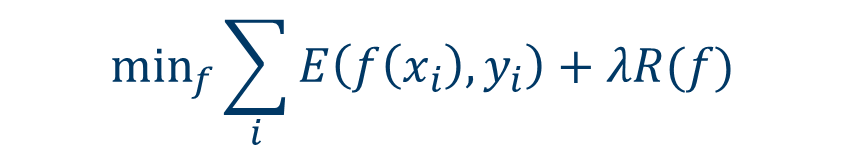 min_f ∑_i E(f(x_i), y_i) + λR(f)